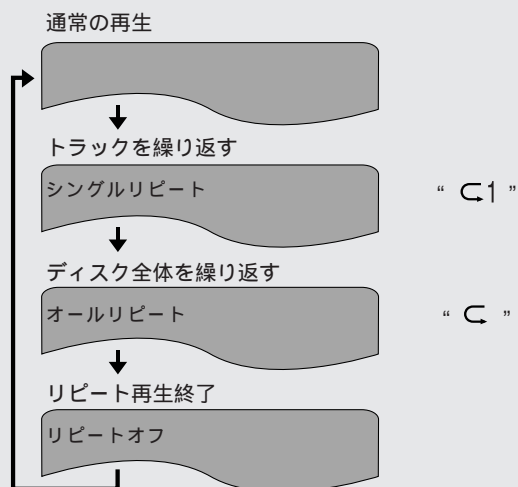 通常の再生
トラックを繰り返す
シングルリピート
“ ⊂1 ”
ディスク全体を繰り返す
オールリピート
“ ⊂ ”
リピート再生終了
リピートオフ